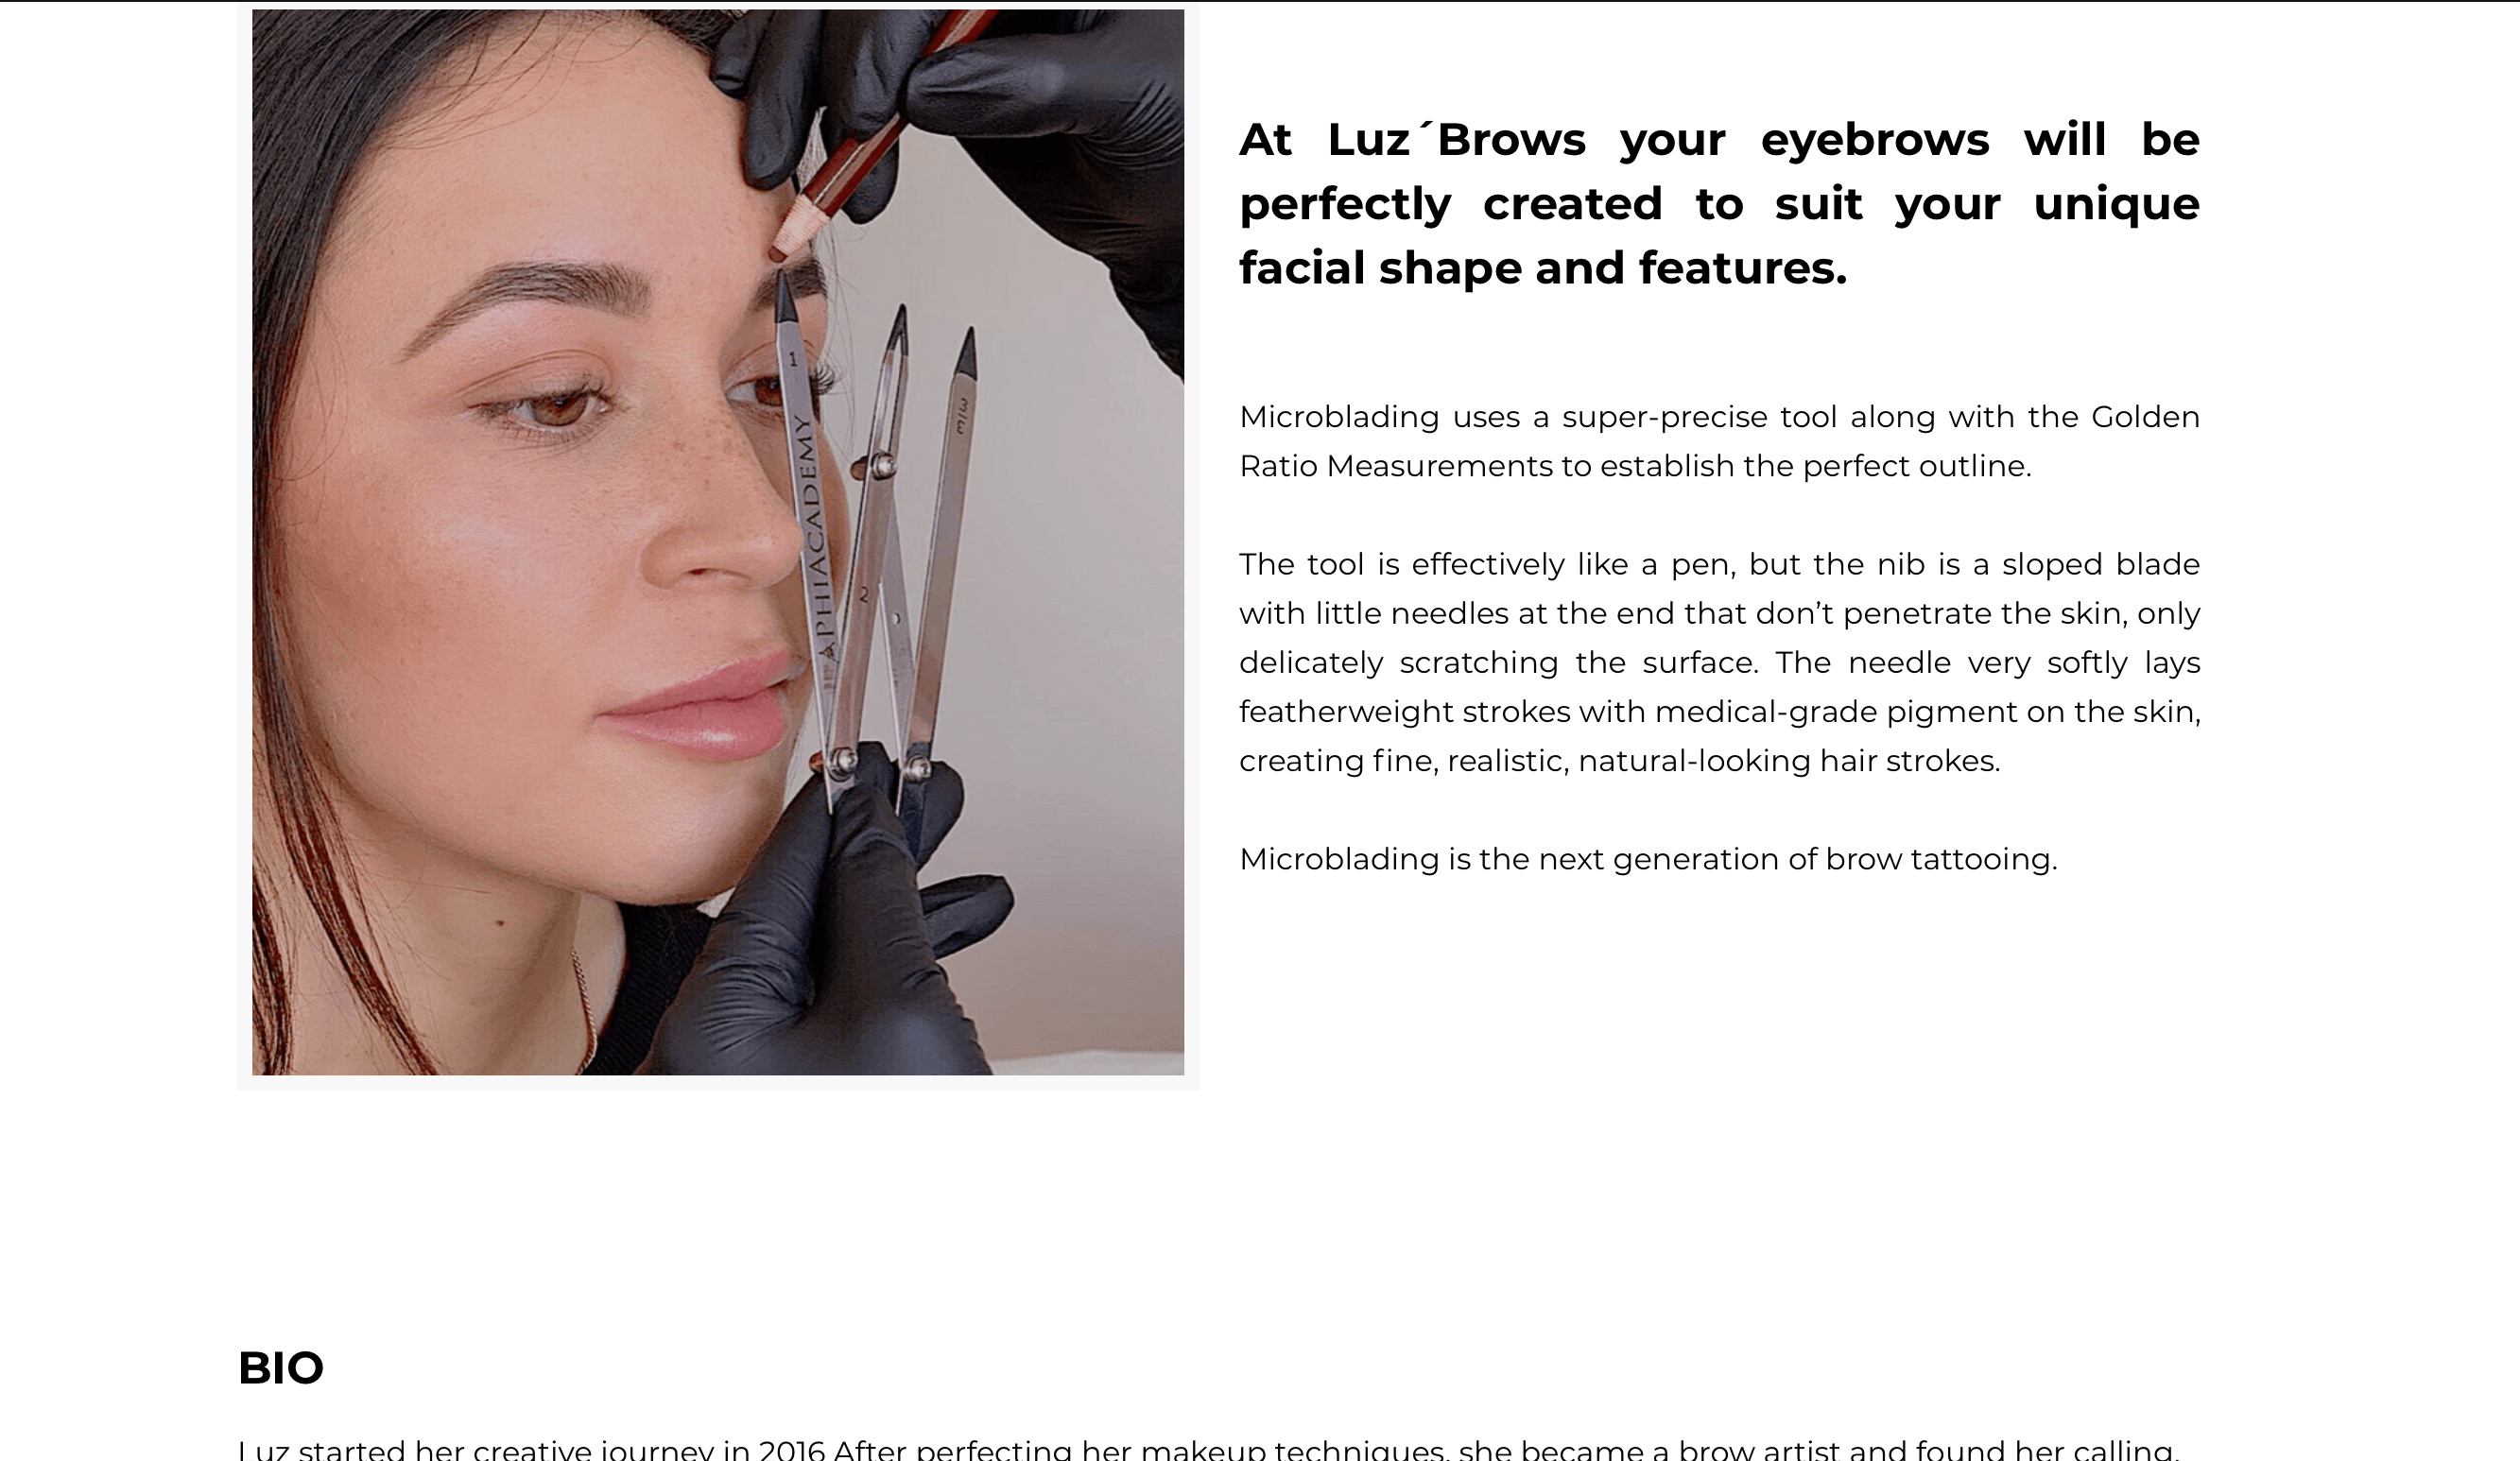 At Luz´Brows your eyebrows will be
perfectly created to suit your unique
facial shape and features.
Microblading uses a super-precise tool along with the Golden
Ratio Measurements to establish the perfect outline.
The tool is effectively like a pen, but the nib is a sloped blade
with little needles at the end that don’t penetrate the skin, only
delicately scratching the surface. The needle very softly lays
featherweight strokes with medical-grade pigment on the skin,
creating fine, realistic, natural-looking hair strokes.
Microblading is the next generation of brow tattooing.
1
PHIACADEMY
2
BIO
Luz started her creative journey in 2016 After perfecting her makeup techniques, she became a brow artist and found her calling.